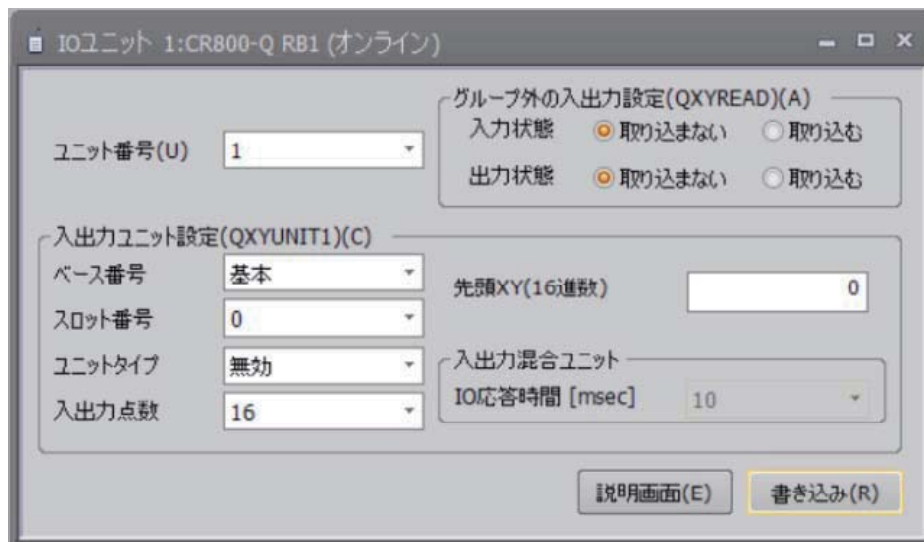 IOユニット 1:CR800-Q RB1 (オンライン)
ユニット番号(U) 1
グループ外の入出力設定(QXYREAD)(A)
入力状態 取り込まない 取り込む
出力状態 取り込まない 取り込む
入出力ユニット設定(QXYUNIT1)(C)
ベース番号 基本
スロット番号 0
ユニットタイプ 無効
入出力点数 16
先頭XY(16進数) 0
入出力混合ユニット
IO応答時間 [msec] 10
説明画面(E) 書き込み(R)